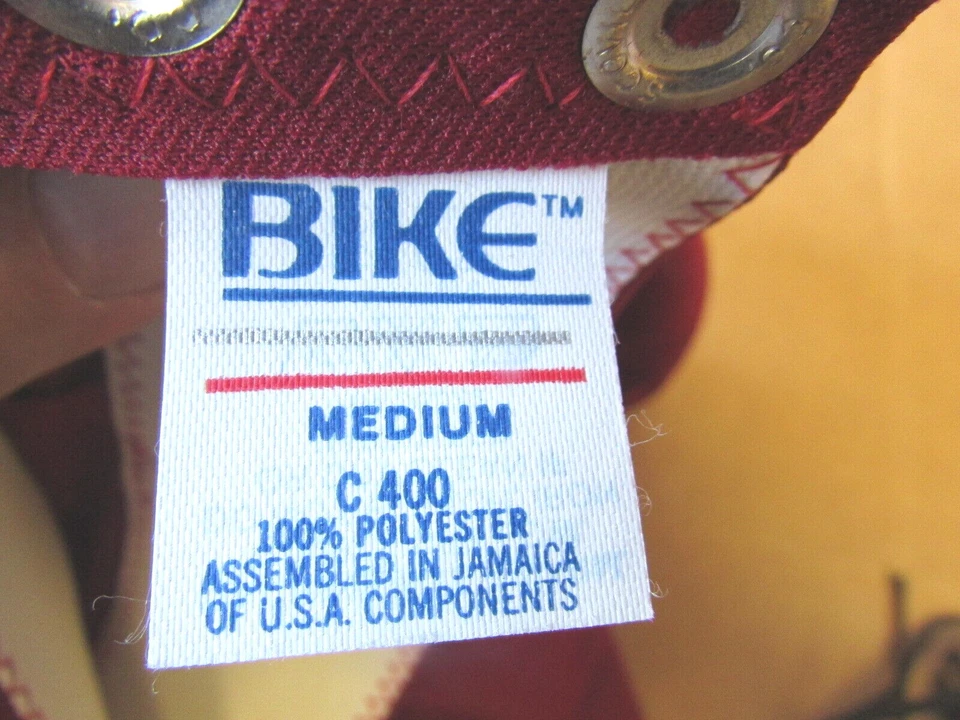 BIKE™
MEDIUM
C 400
100% POLYESTER
ASSEMBLED IN JAMAICA
OF U.S.A. COMPONENTS